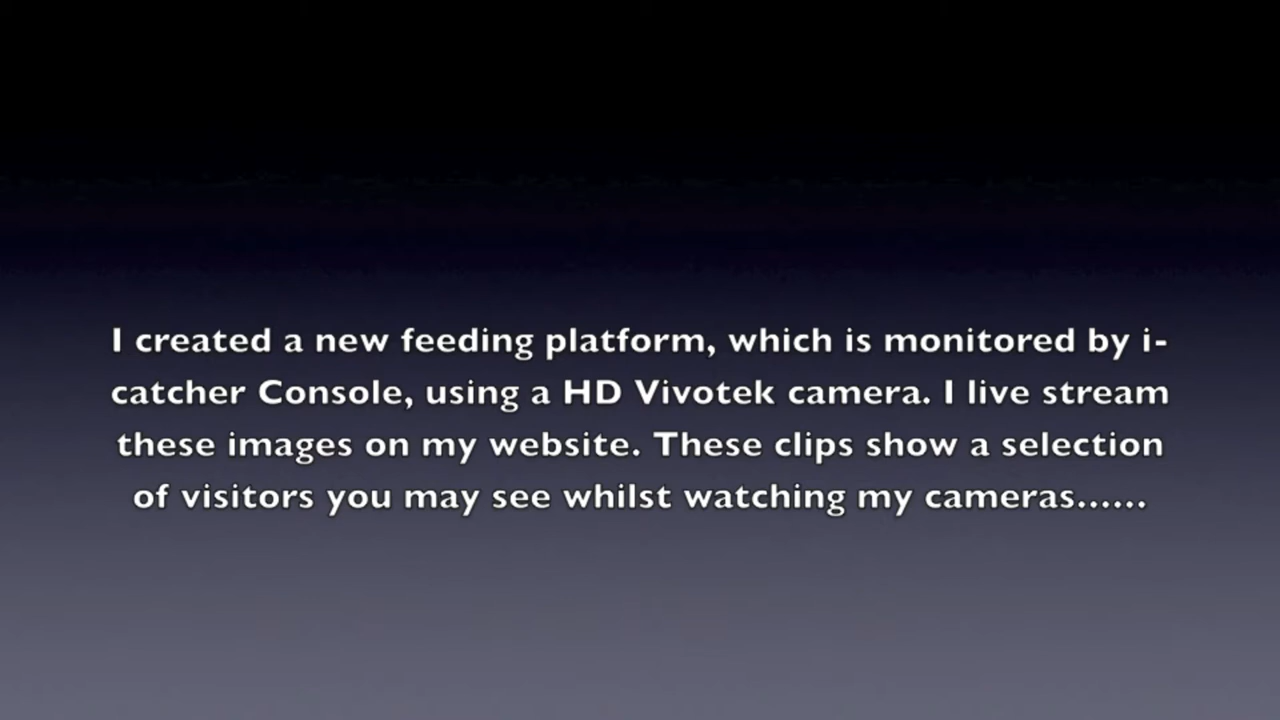 I created a new feeding platform, which is monitored by i-
catcher Console, using a HD Vivotek camera. I live stream
these images on my website. These clips show a selection
of visitors you may see whilst watching my cameras......